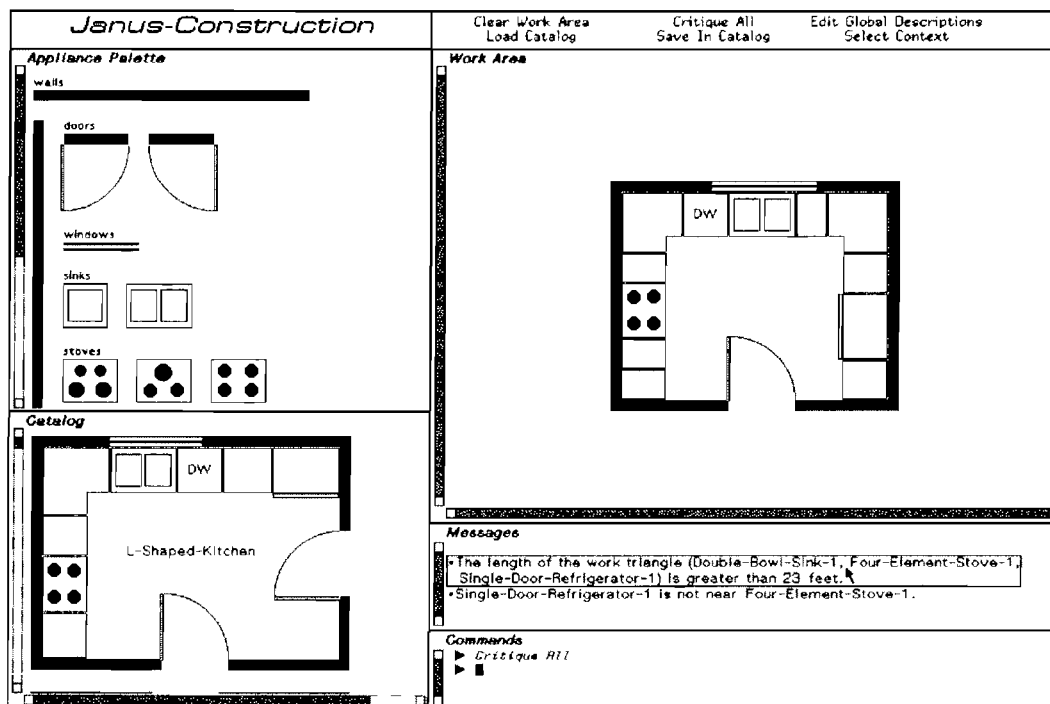 Janus-Construction
Clear Work Area
Critique All
Edit Global Descriptions
Load Catalog
Save In Catalog
Select Context
Appliance Palette
walls
doors
windows
sinks
stoves
Work Area
DW
Catalog
DW
L-Shaped-Kitchen
Messages
•The length of the work triangle (Double-Bowl-Sink-1, Four-Element-Stove-1,
Single-Door-Refrigerator-1) is greater than 23 feet.
•Single-Door-Refrigerator-1 is not near Four-Element-Stove-1.
Commands
Critique All